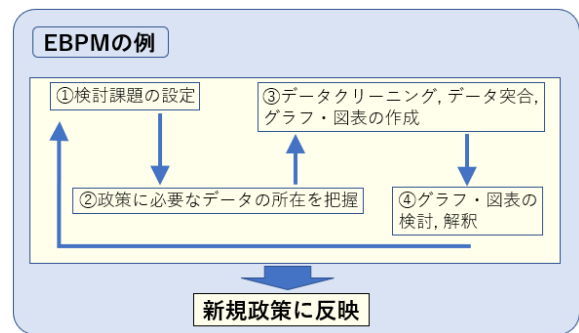 EBPMの例
①検討課題の設定
②政策に必要なデータの所在を把握
③データクリーニング, データ突合,
グラフ・図表の作成
④グラフ・図表の
検討, 解釈
新規政策に反映